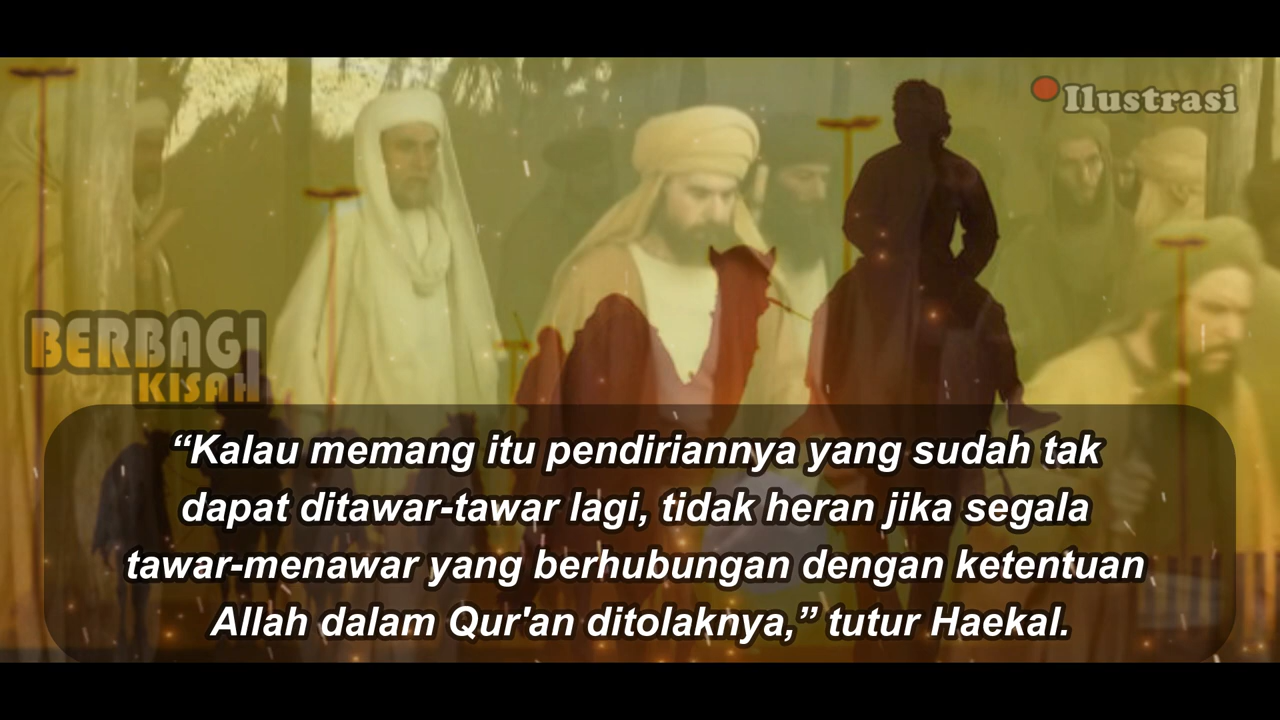 Ilustrasi
BERBAGI
KISAH
“Kalau memang itu pendiriannya yang sudah tak
dapat ditawar-tawar lagi, tidak heran jika segala
tawar-menawar yang berhubungan dengan ketentuan
Allah dalam Qur'an ditolaknya,” tutur Haekal.